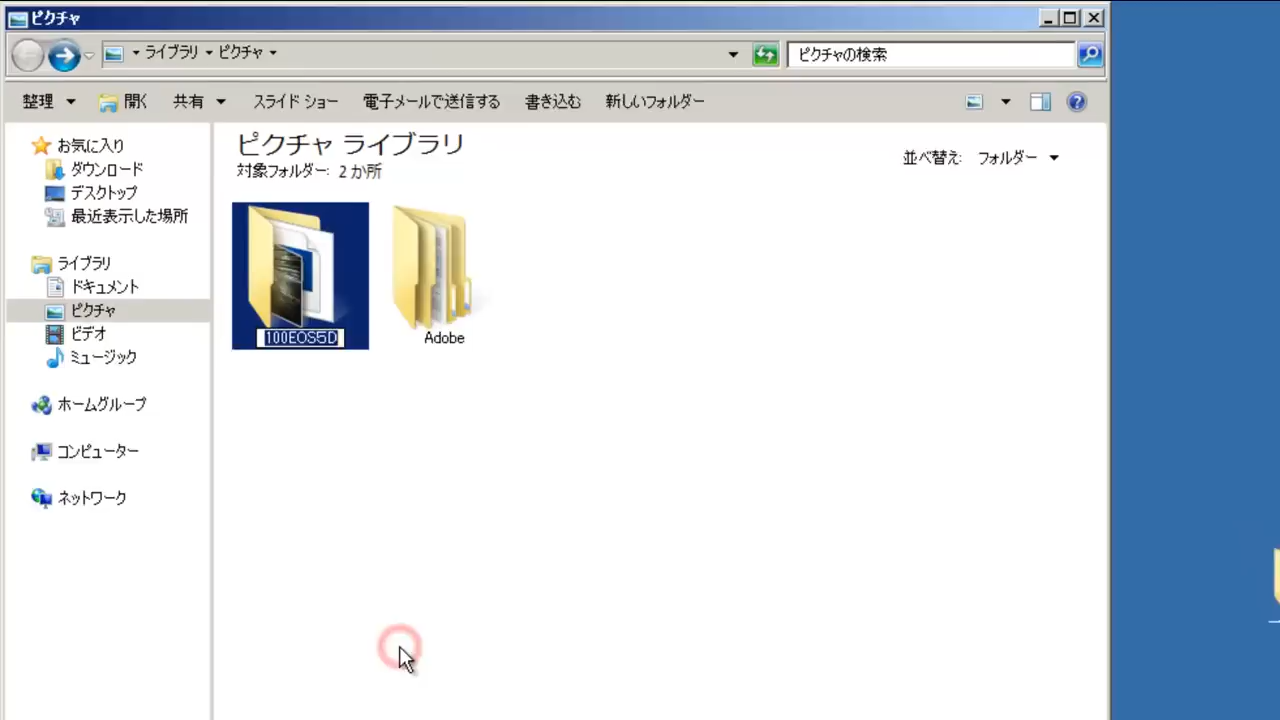 ピクチャ
ライブラリ ピクチャ
ピクチャの検索
整理 開く 共有 スライド ショー 電子メールで送信する 書き込む 新しいフォルダー
お気に入り
ダウンロード
デスクトップ
最近表示した場所
ライブラリ
ドキュメント
ピクチャ
ビデオ
ミュージック
ホームグループ
コンピューター
ネットワーク
ピクチャ ライブラリ
対象フォルダー: 2 か所
並べ替え: フォルダー
100EOS5D
Adobe